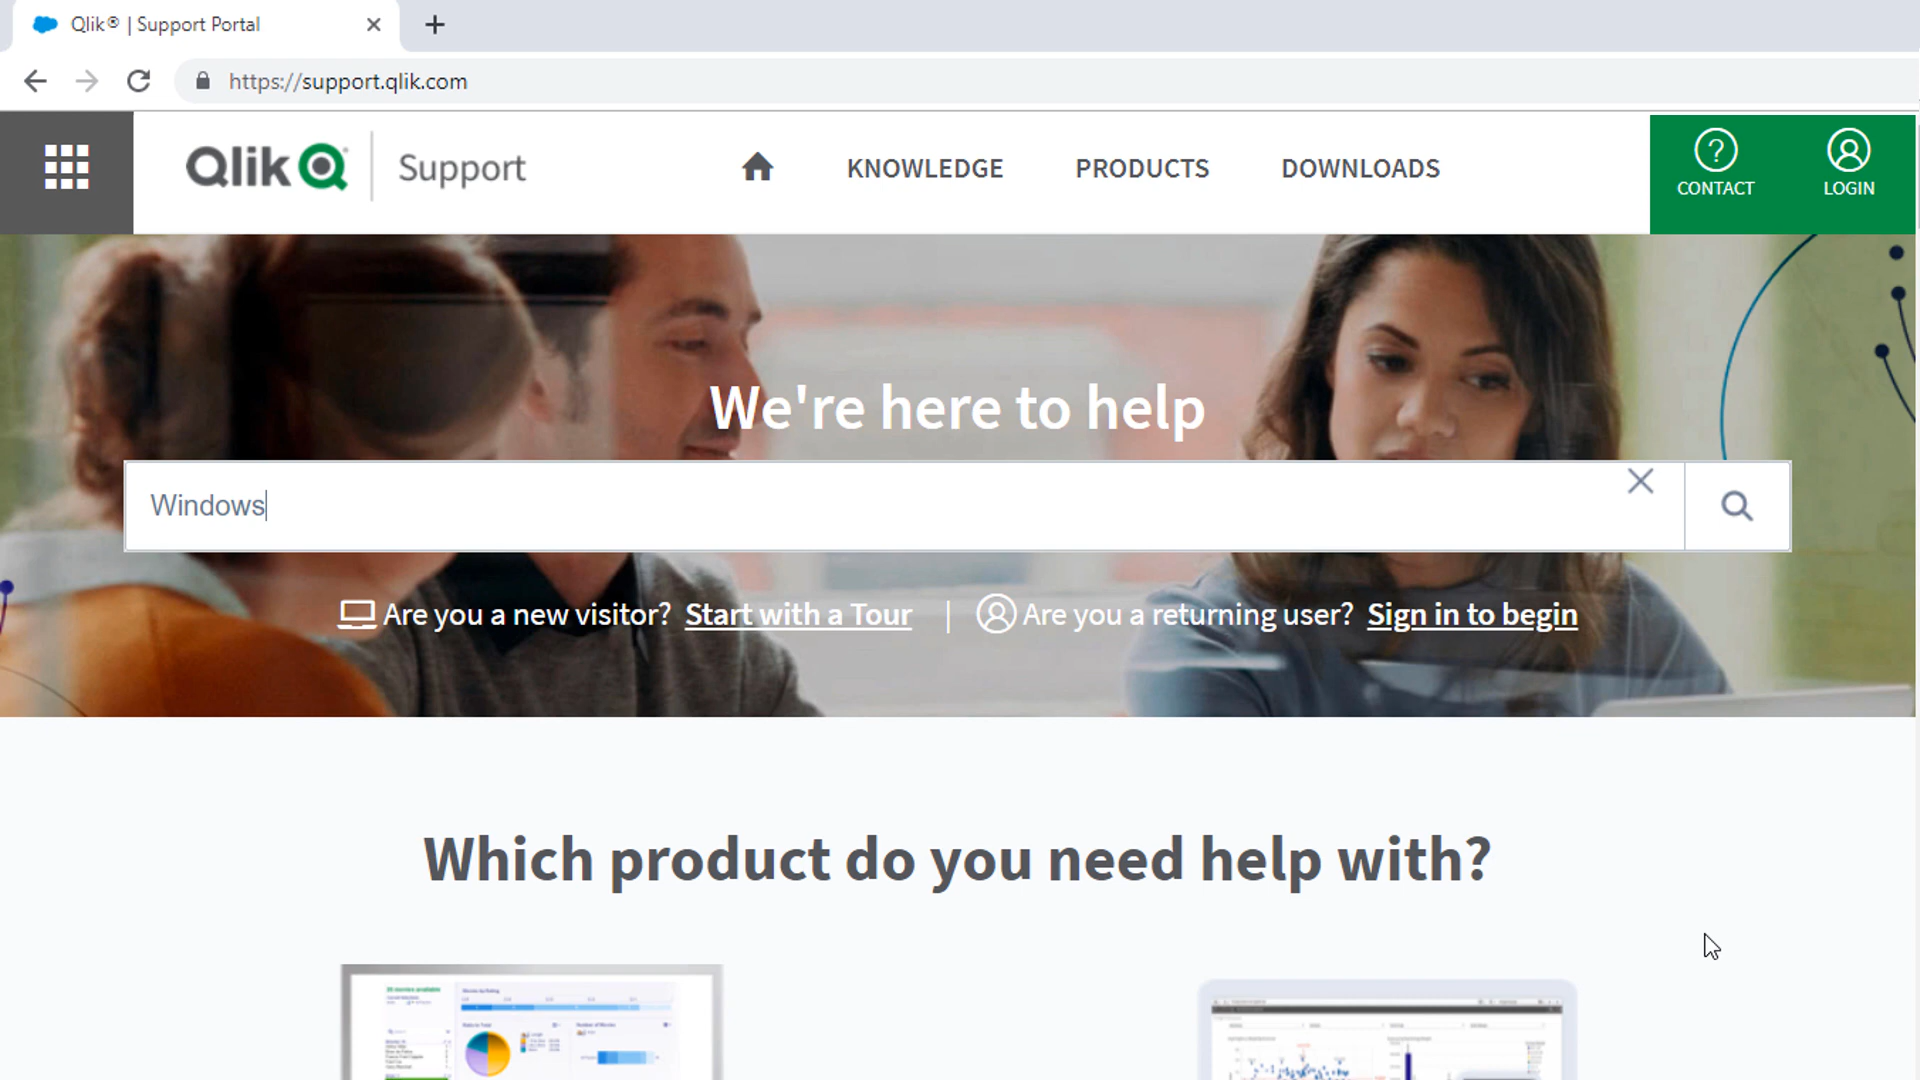 Qlik® | Support Portal
https://support.qlik.com
Qlik Support
KNOWLEDGE
PRODUCTS
DOWNLOADS
CONTACT
LOGIN
We're here to help
Windows
Are you a new visitor? Start with a Tour | Are you a returning user? Sign in to begin
Which product do you need help with?